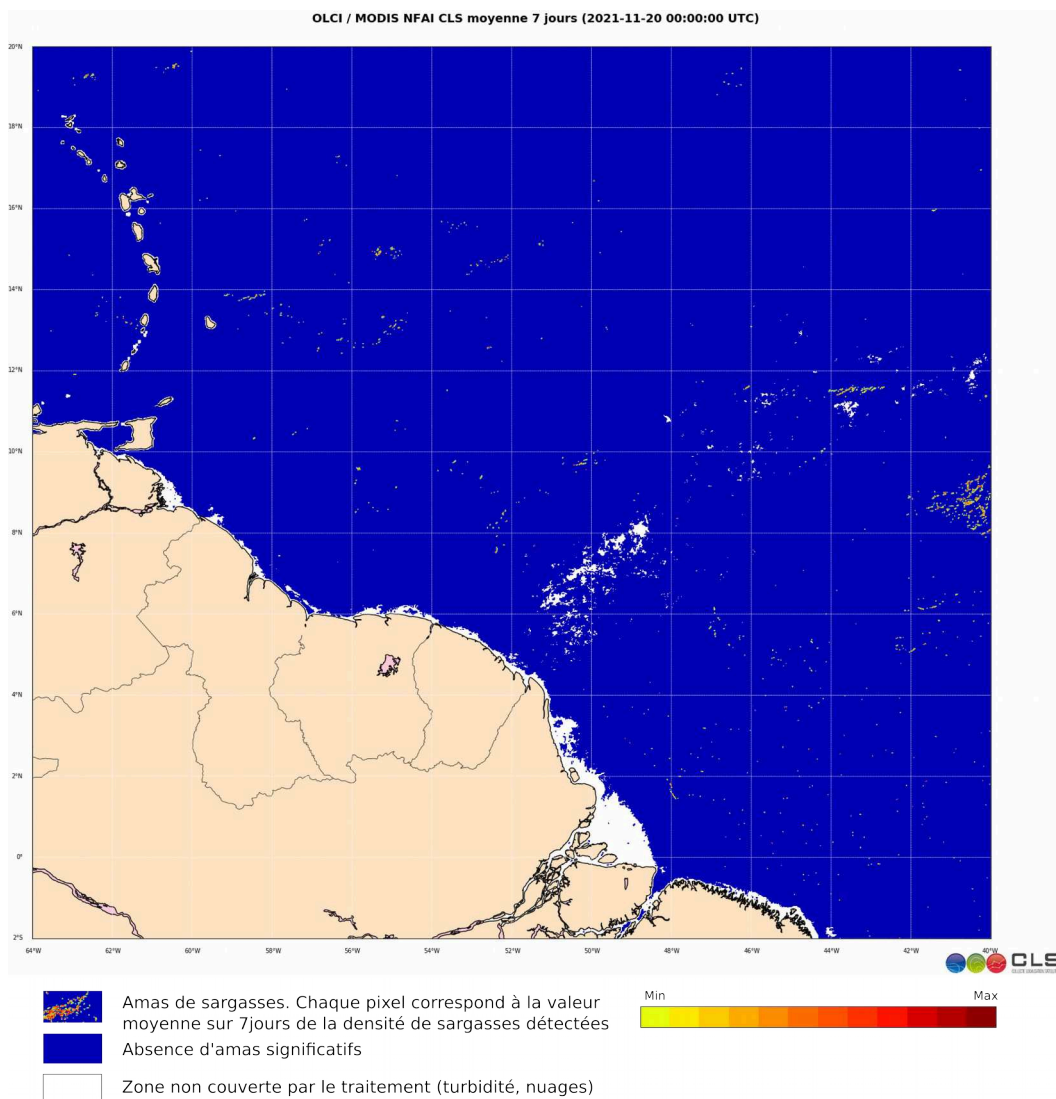 OLCI / MODIS NFAI CLS moyenne 7 jours (2021-11-20 00:00:00 UTC)
20°N
18°N
16°N
14°N
12°N
10°N
8°N
6°N
4°N
2°N
0°
2°S
64°W 62°W 60°W 58°W 56°W 54°W 52°W 50°W 48°W 46°W 44°W 42°W 40°W
CLS
Amas de sargasses. Chaque pixel correspond à la valeur
moyenne sur 7jours de la densité de sargasses détectées
Min Max
Absence d'amas significatifs
Zone non couverte par le traitement (turbidité, nuages)